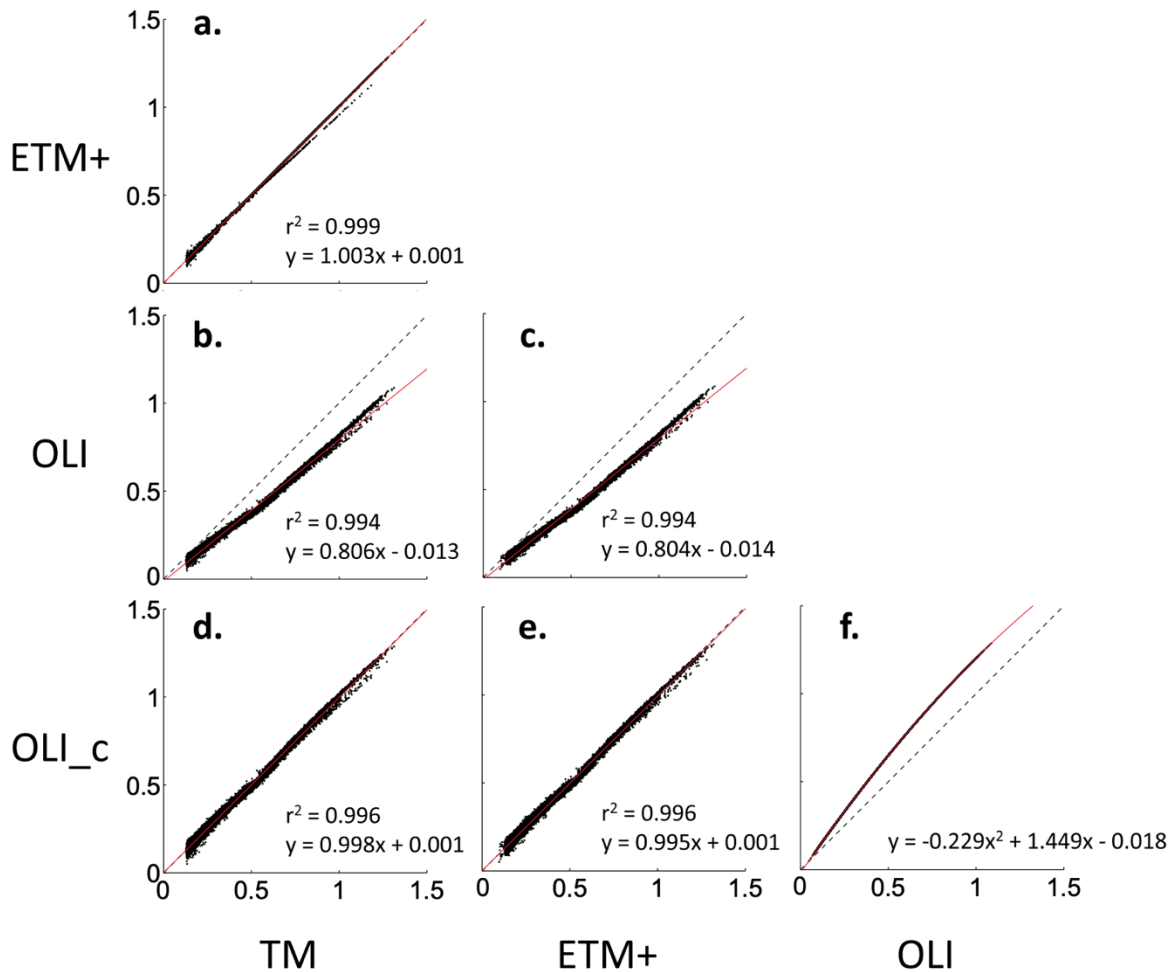 a.
1.5
1
ETM+
0.5
r² = 0.999
y = 1.003x + 0.001
0
b.
c.
1.5
1
OLI
0.5
r² = 0.994
y = 0.806x - 0.013
r² = 0.994
y = 0.804x - 0.014
0
d.
e.
f.
1.5
1
OLI_c
0.5
r² = 0.996
y = 0.998x + 0.001
r² = 0.996
y = 0.995x + 0.001
y = -0.229x² + 1.449x - 0.018
0
0 0.5 1 1.5
0 0.5 1 1.5
0 0.5 1 1.5
TM
ETM+
OLI